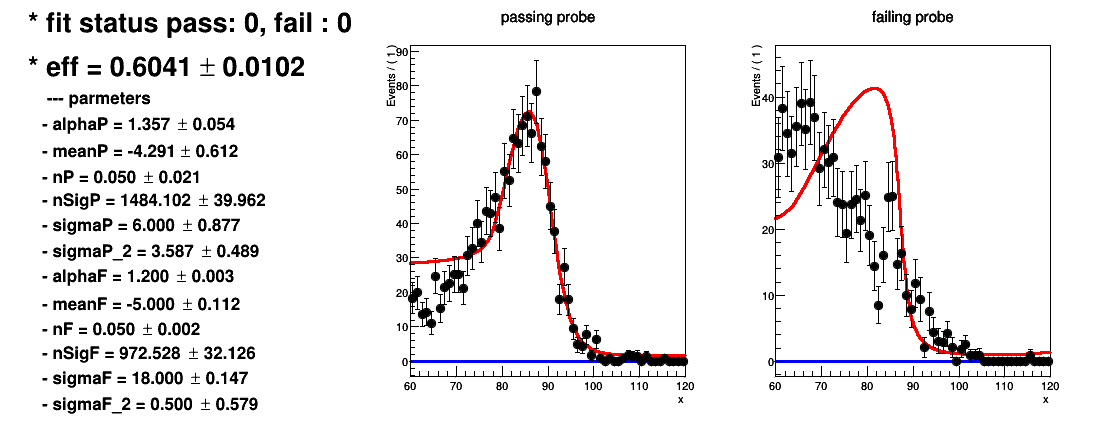 * fit status pass: 0, fail : 0
* eff = 0.6041 ± 0.0102
--- parmeters
- alphaP = 1.357 ± 0.054
- meanP = -4.291 ± 0.612
- nP = 0.050 ± 0.021
- nSigP = 1484.102 ± 39.962
- sigmaP = 6.000 ± 0.877
- sigmaP_2 = 3.587 ± 0.489
- alphaF = 1.200 ± 0.003
- meanF = -5.000 ± 0.112
- nF = 0.050 ± 0.002
- nSigF = 972.528 ± 32.126
- sigmaF = 18.000 ± 0.147
- sigmaF_2 = 0.500 ± 0.579
passing probe
Events / ( 1 )
90
80
70
60
50
40
30
20
10
0
60 70 80 90 100 110 120
x
failing probe
Events / ( 1 )
40
30
20
10
0
60 70 80 90 100 110 120
x